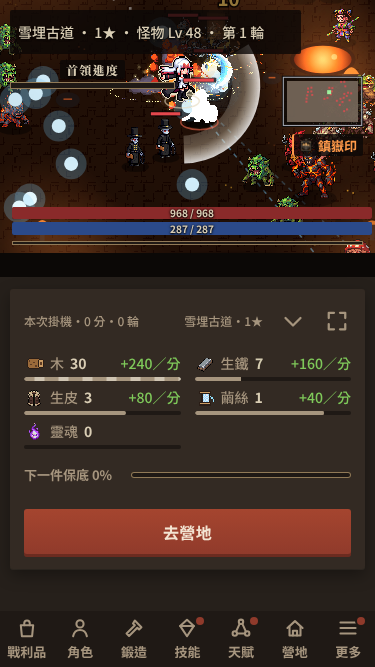 10
雪埋古道 · 1★ · 怪物 Lv 48 · 第 1 輪
首領進度
鎮嶽印
968 / 968
287 / 287
本次掛機·0 分·0 輪
雪埋古道·1★
木 30 +240／分
生鐵 7 +160／分
生皮 3 +80／分
繭絲 1 +40／分
靈魂 0
下一件保底 0%
去營地
戰利品
角色
鍛造
技能
天賦
營地
更多